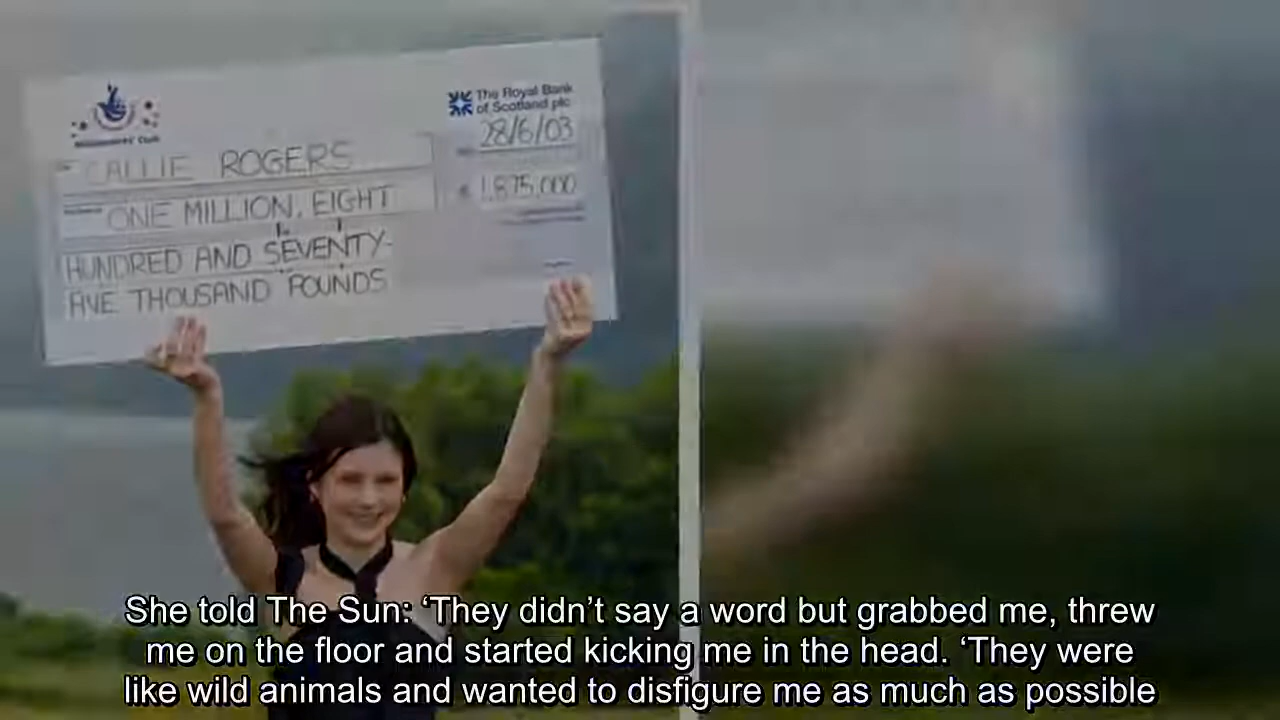 The Royal Bank
of Scotland plc
28/6/03
CALLIE ROGERS
1,875,000
ONE MILLION, EIGHT
HUNDRED AND SEVENTY-
FIVE THOUSAND POUNDS
She told The Sun: ‘They didn’t say a word but grabbed me, threw
me on the floor and started kicking me in the head. ‘They were
like wild animals and wanted to disfigure me as much as possible